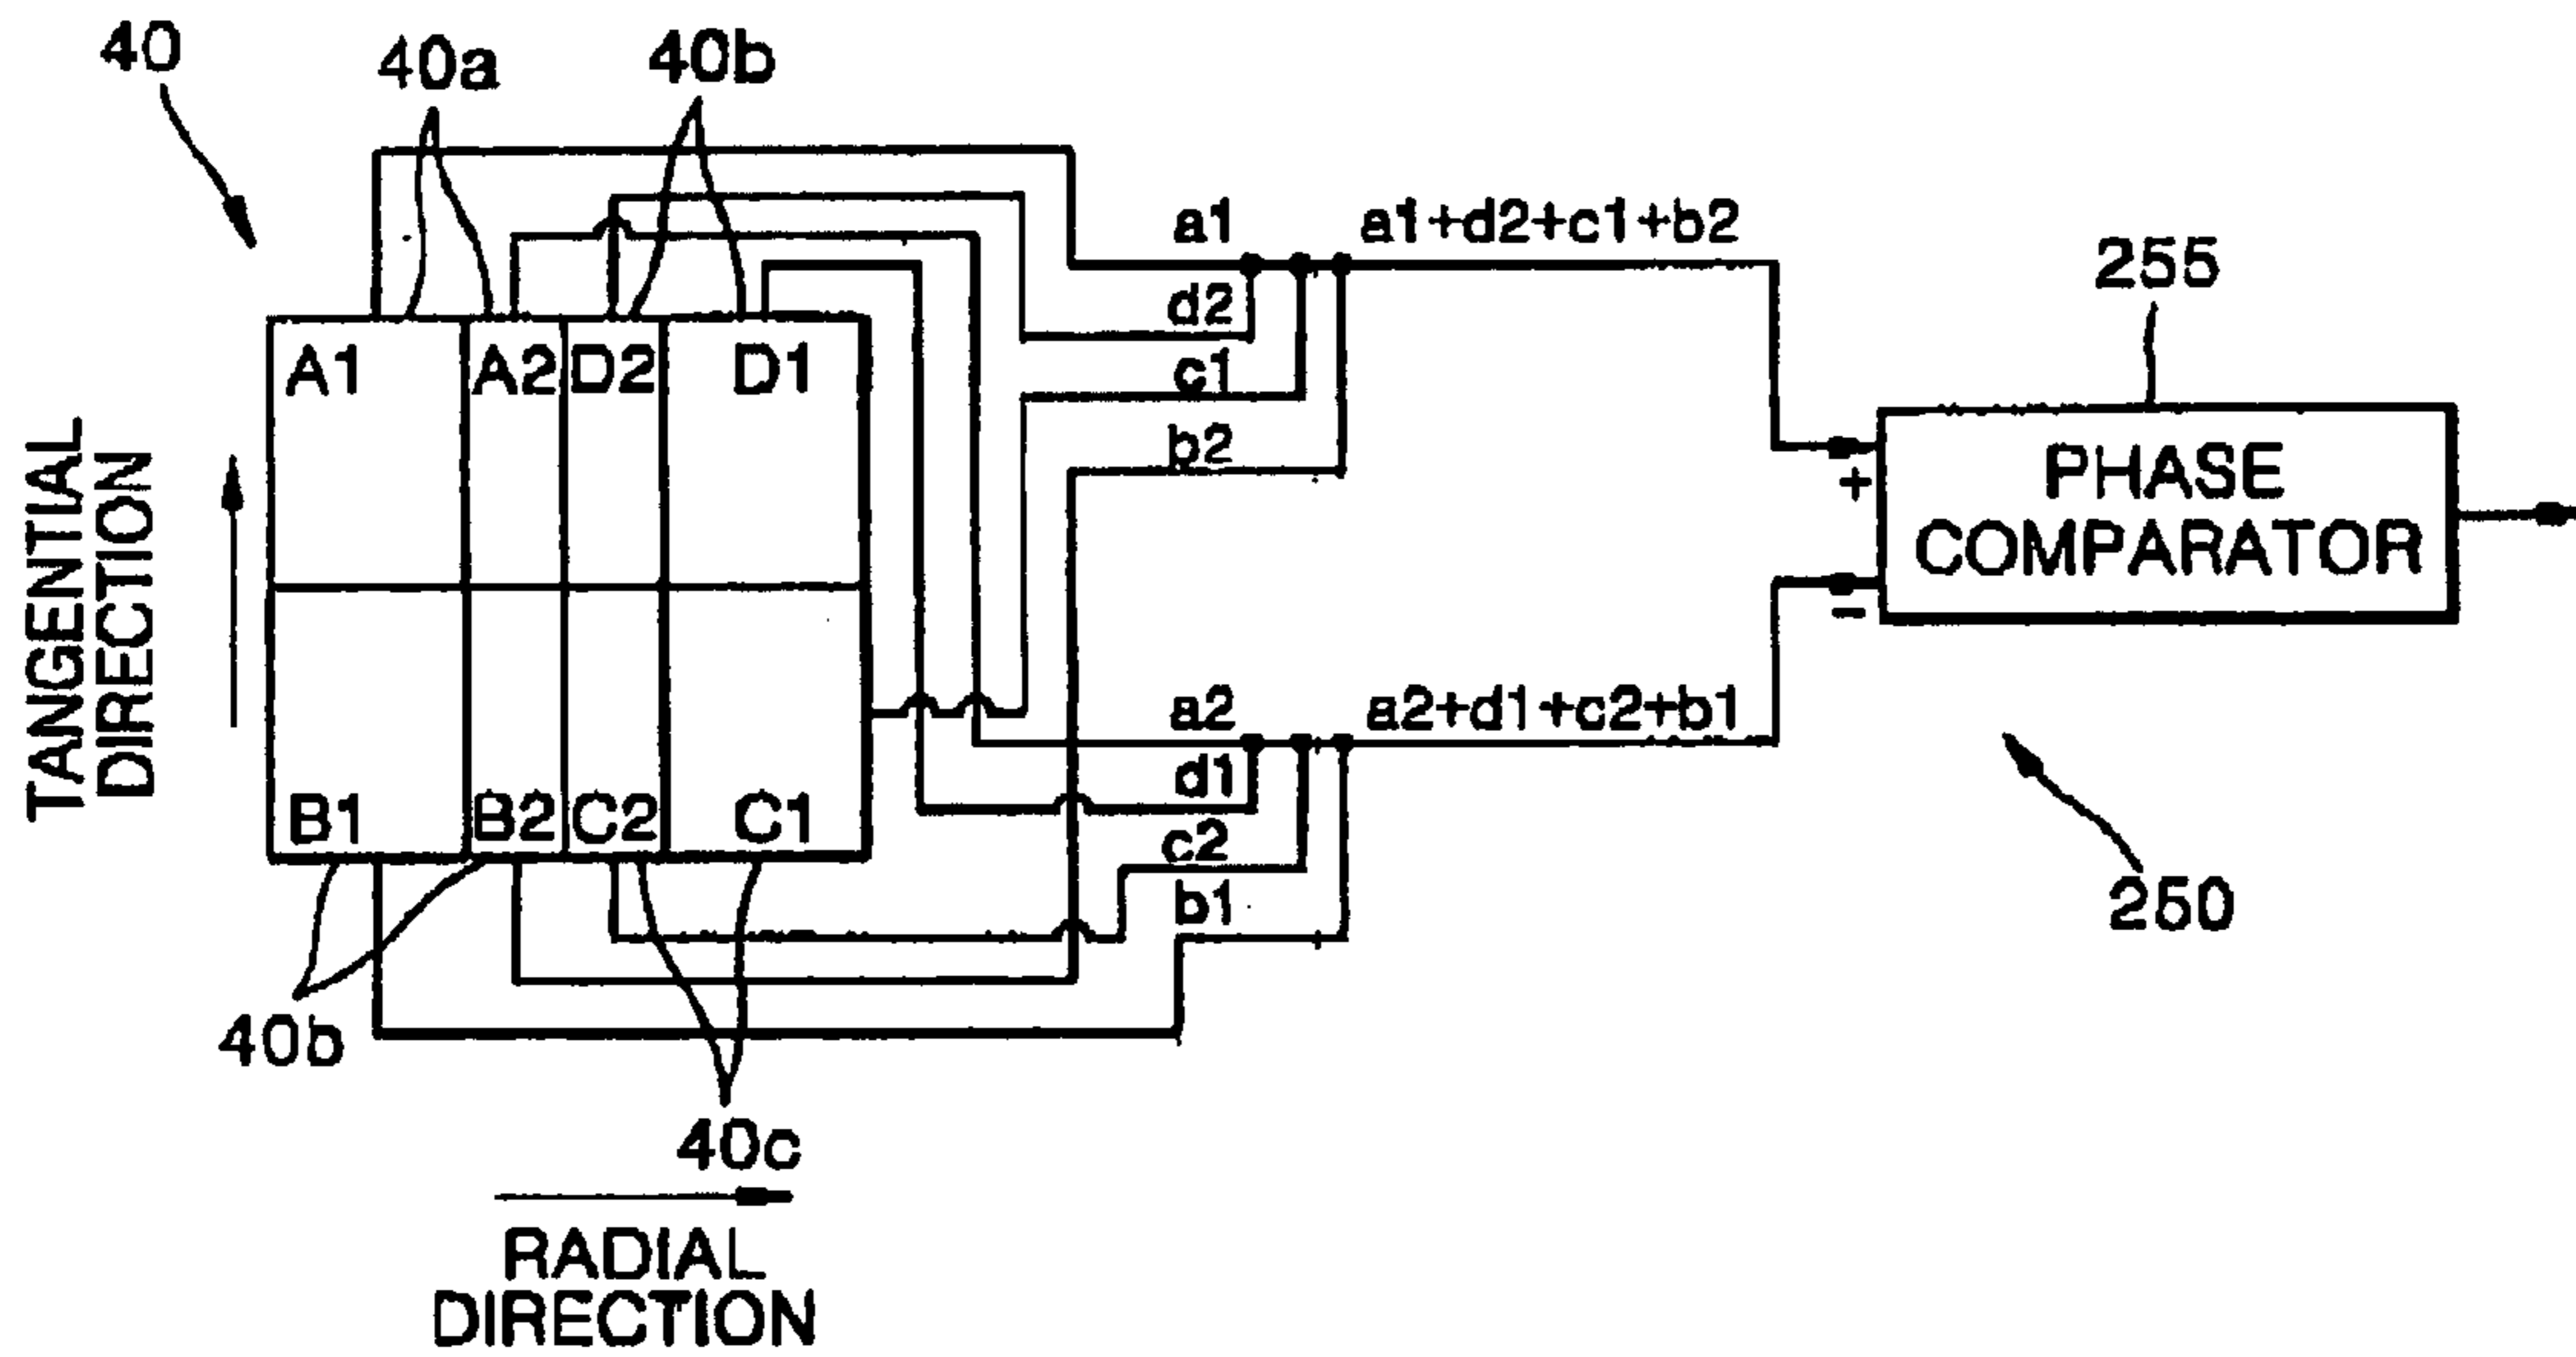 40
40a
40b
a1
a1+d2+c1+b2
255
d2
A1
A2
D2
D1
c1
b2
PHASE
COMPARATOR
+
-
TANGENTIAL
DIRECTION
a2
a2+d1+c2+b1
d1
B1
B2
C2
C1
c2
b1
250
40b
40c
RADIAL
DIRECTION